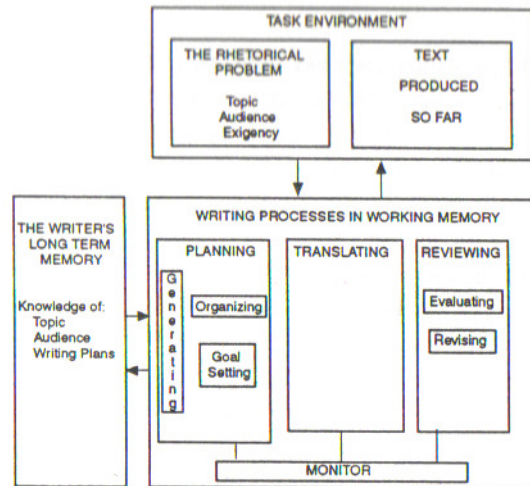 TASK ENVIRONMENT
THE RHETORICAL
PROBLEM
Topic
Audience
Exigency
TEXT
PRODUCED
SO FAR
THE WRITER'S
LONG TERM
MEMORY
Knowledge of:
Topic
Audience
Writing Plans
WRITING PROCESSES IN WORKING MEMORY
PLANNING
Generating
Organizing
Goal
Setting
TRANSLATING
REVIEWING
Evaluating
Revising
MONITOR